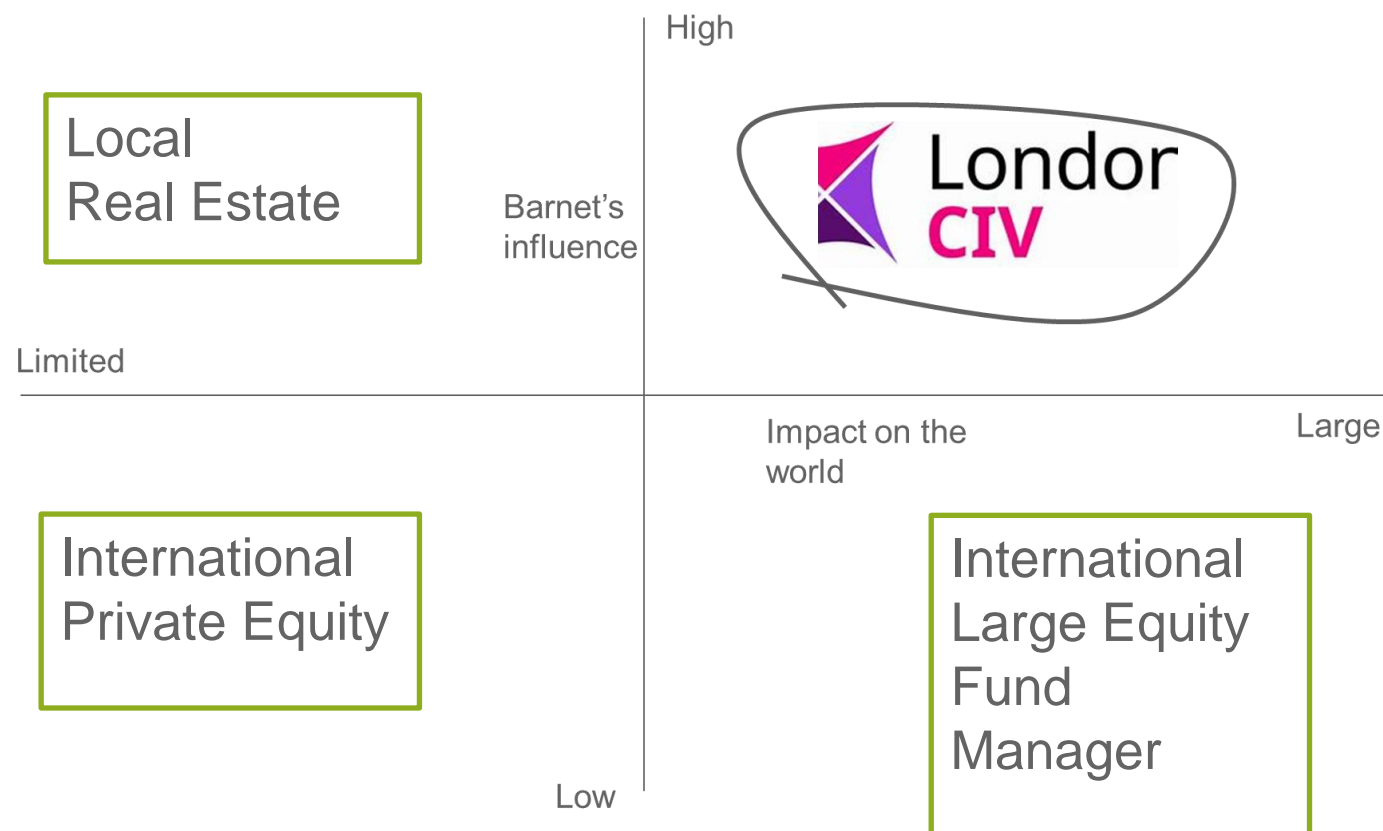 High
Local
Real Estate
Barnet's
influence
Londor
CIV
Limited
Impact on the
world
Large
International
Private Equity
International
Large Equity
Fund
Manager
Low